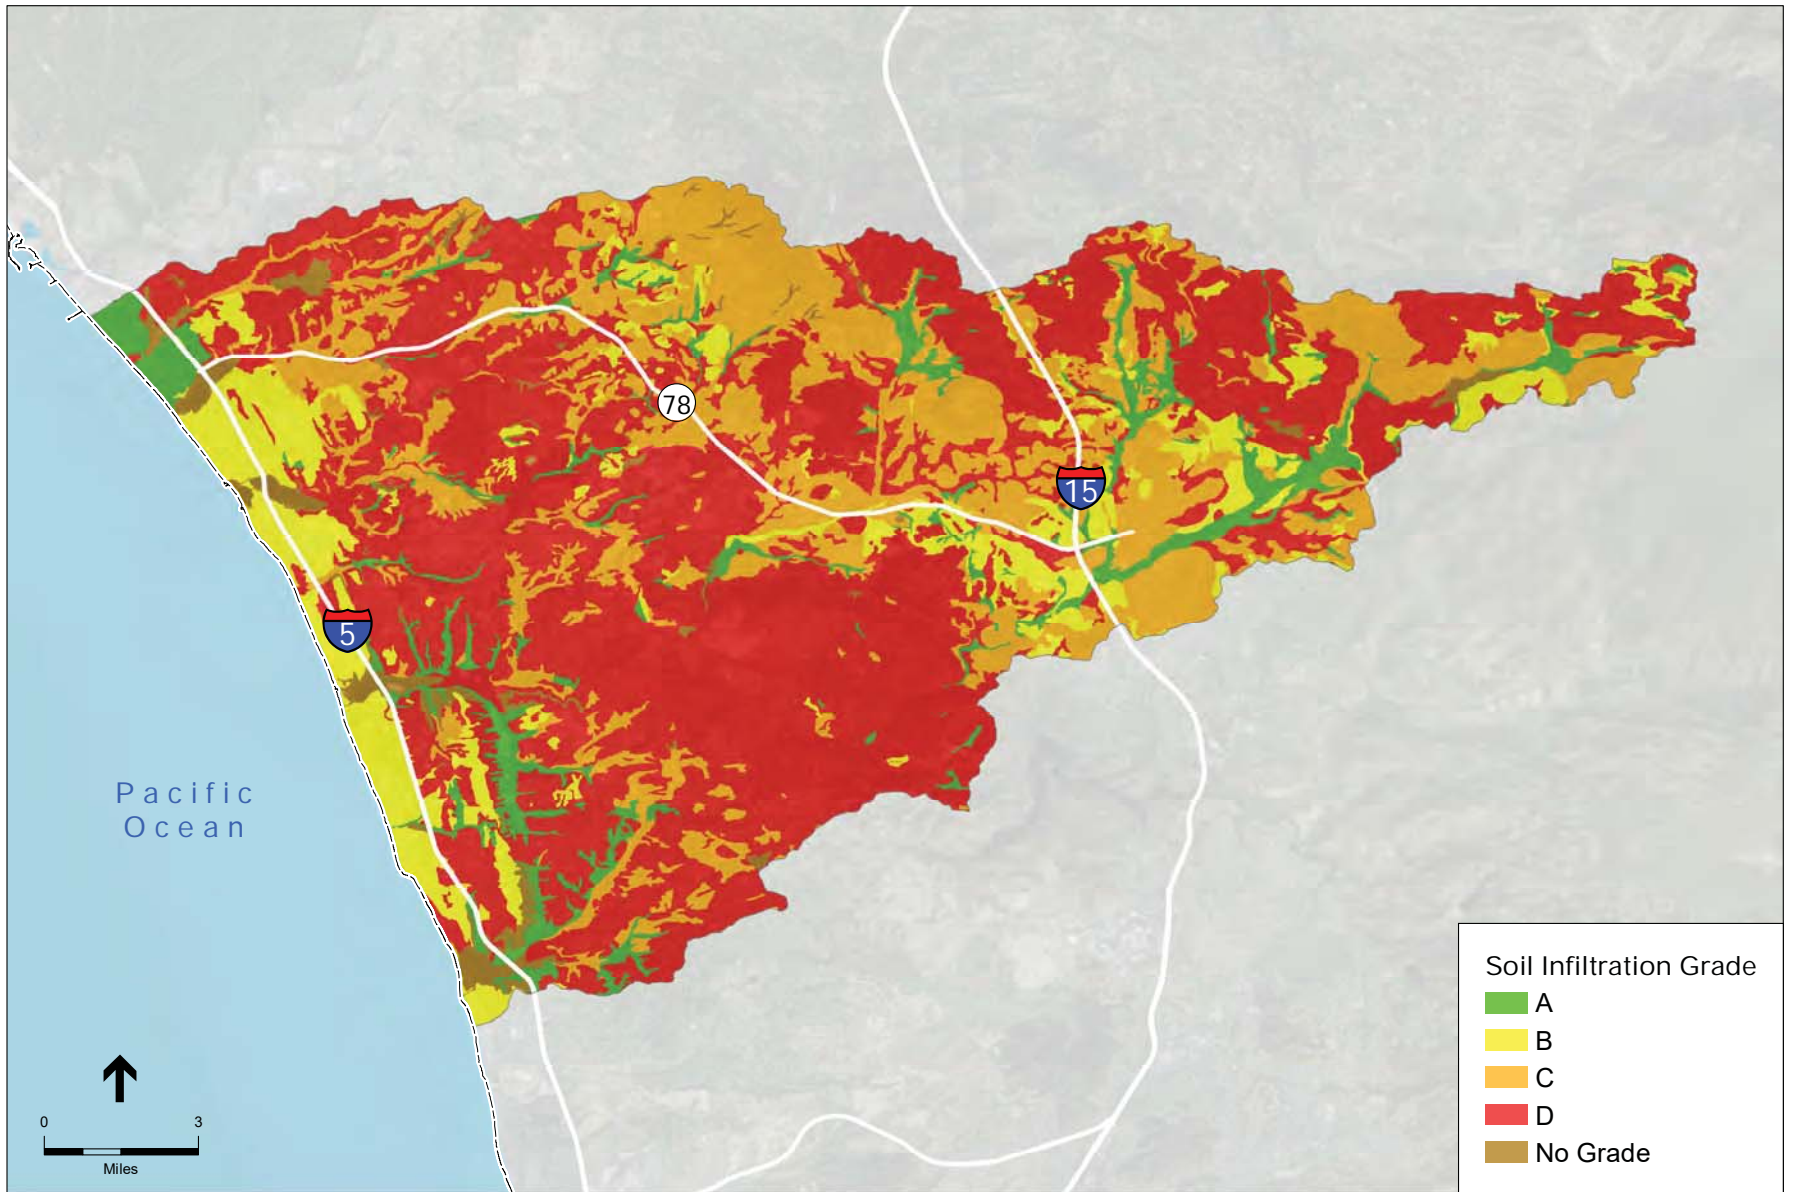 78
15
5
Pacific
Ocean
0 3
Miles
Soil Infiltration Grade
A
B
C
D
No Grade